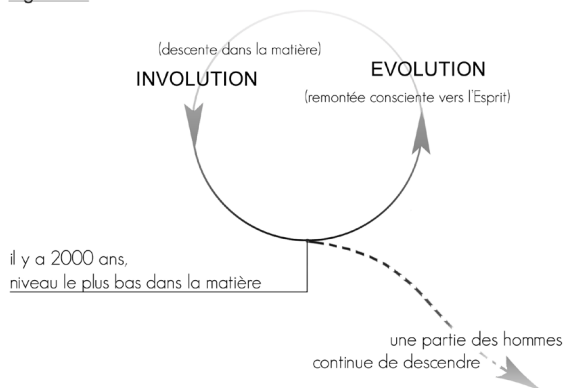 (descente dans la matière)
INVOLUTION
EVOLUTION
(remontée consciente vers l'Esprit)
il y a 2000 ans,
niveau le plus bas dans la matière
une partie des hommes
continue de descendre